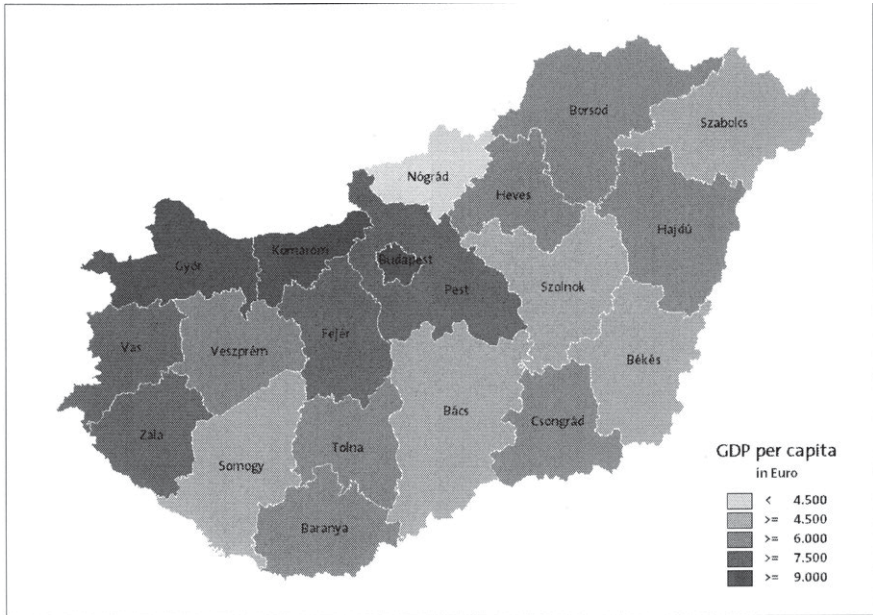 Borsod
Szabolcs
Nógrád
Heves
Hajdú
Komárom
Győr
Budapest
Pest
Szolnok
Vas
Veszprém
Fejér
Békés
Bács
Csongrád
Zala
Tolna
Somogy
Baranya
GDP per capita
in Euro
< 4.500
>= 4.500
>= 6.000
>= 7.500
>= 9.000